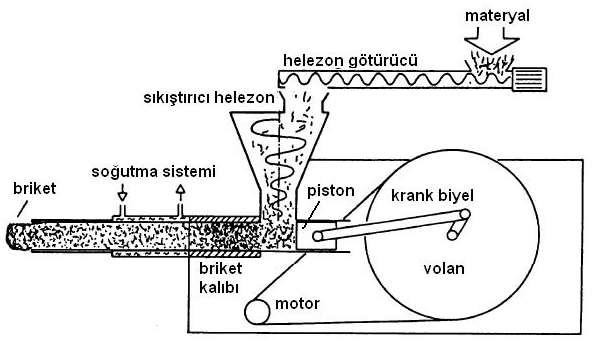 materyal
helezon götürücü
sıkıştırıcı helezon
soğutma sistemi
briket
piston
krank biyel
volan
briket
kalıbı
motor